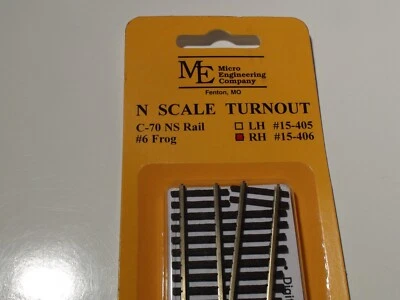 ME Micro
Engineering
Company
Fenton, MO
N SCALE TURNOUT
C-70 NS Rail LH #15-405
#6 Frog RH #15-406
Digi